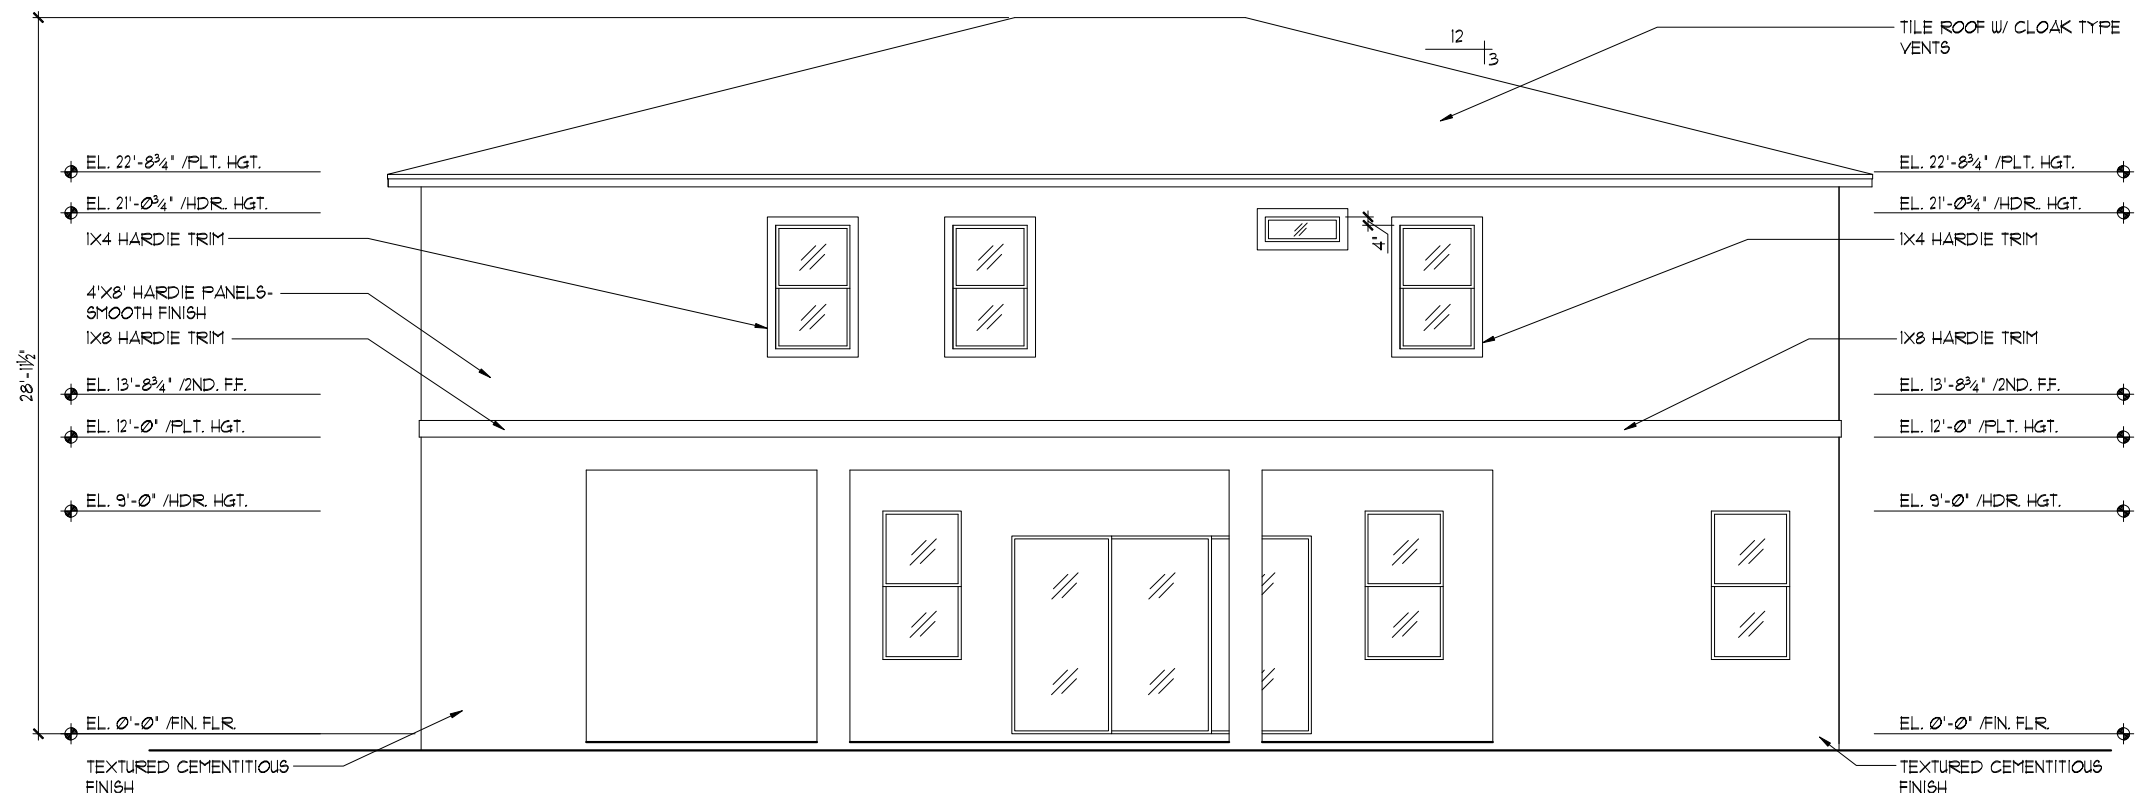 12
3
TILE ROOF W/ CLOAK TYPE
VENTS
EL. 22'-8¾" /PLT. HGT.
EL. 22'-8¾" /PLT. HGT.
EL. 21'-0¾" /HDR. HGT.
EL. 21'-0¾" /HDR. HGT.
1X4 HARDIE TRIM
4"
1X4 HARDIE TRIM
4'X8' HARDIE PANELS-
SMOOTH FINISH
1X8 HARDIE TRIM
1X8 HARDIE TRIM
28'-11½"
EL. 13'-8¾" /2ND. F.F.
EL. 13'-8¾" /2ND. F.F.
EL. 12'-0" /PLT. HGT.
EL. 12'-0" /PLT. HGT.
EL. 9'-0" /HDR. HGT.
EL. 9'-0" /HDR. HGT.
EL. 0'-0" /FIN. FLR.
EL. 0'-0" /FIN. FLR.
TEXTURED CEMENTITIOUS
FINISH
TEXTURED CEMENTITIOUS
FINISH